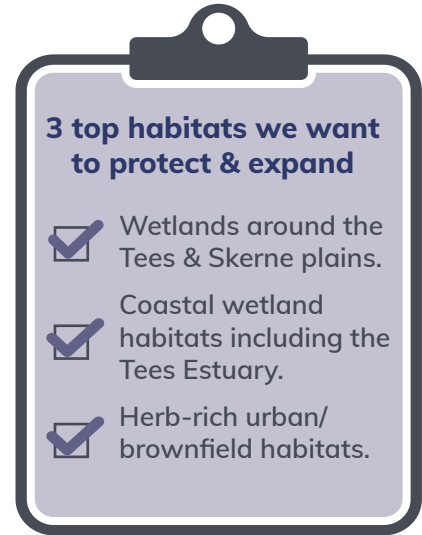 3 top habitats we want
to protect & expand
Wetlands around the
Tees & Skerne plains.
Coastal wetland
habitats including the
Tees Estuary.
Herb-rich urban/
brownfield habitats.